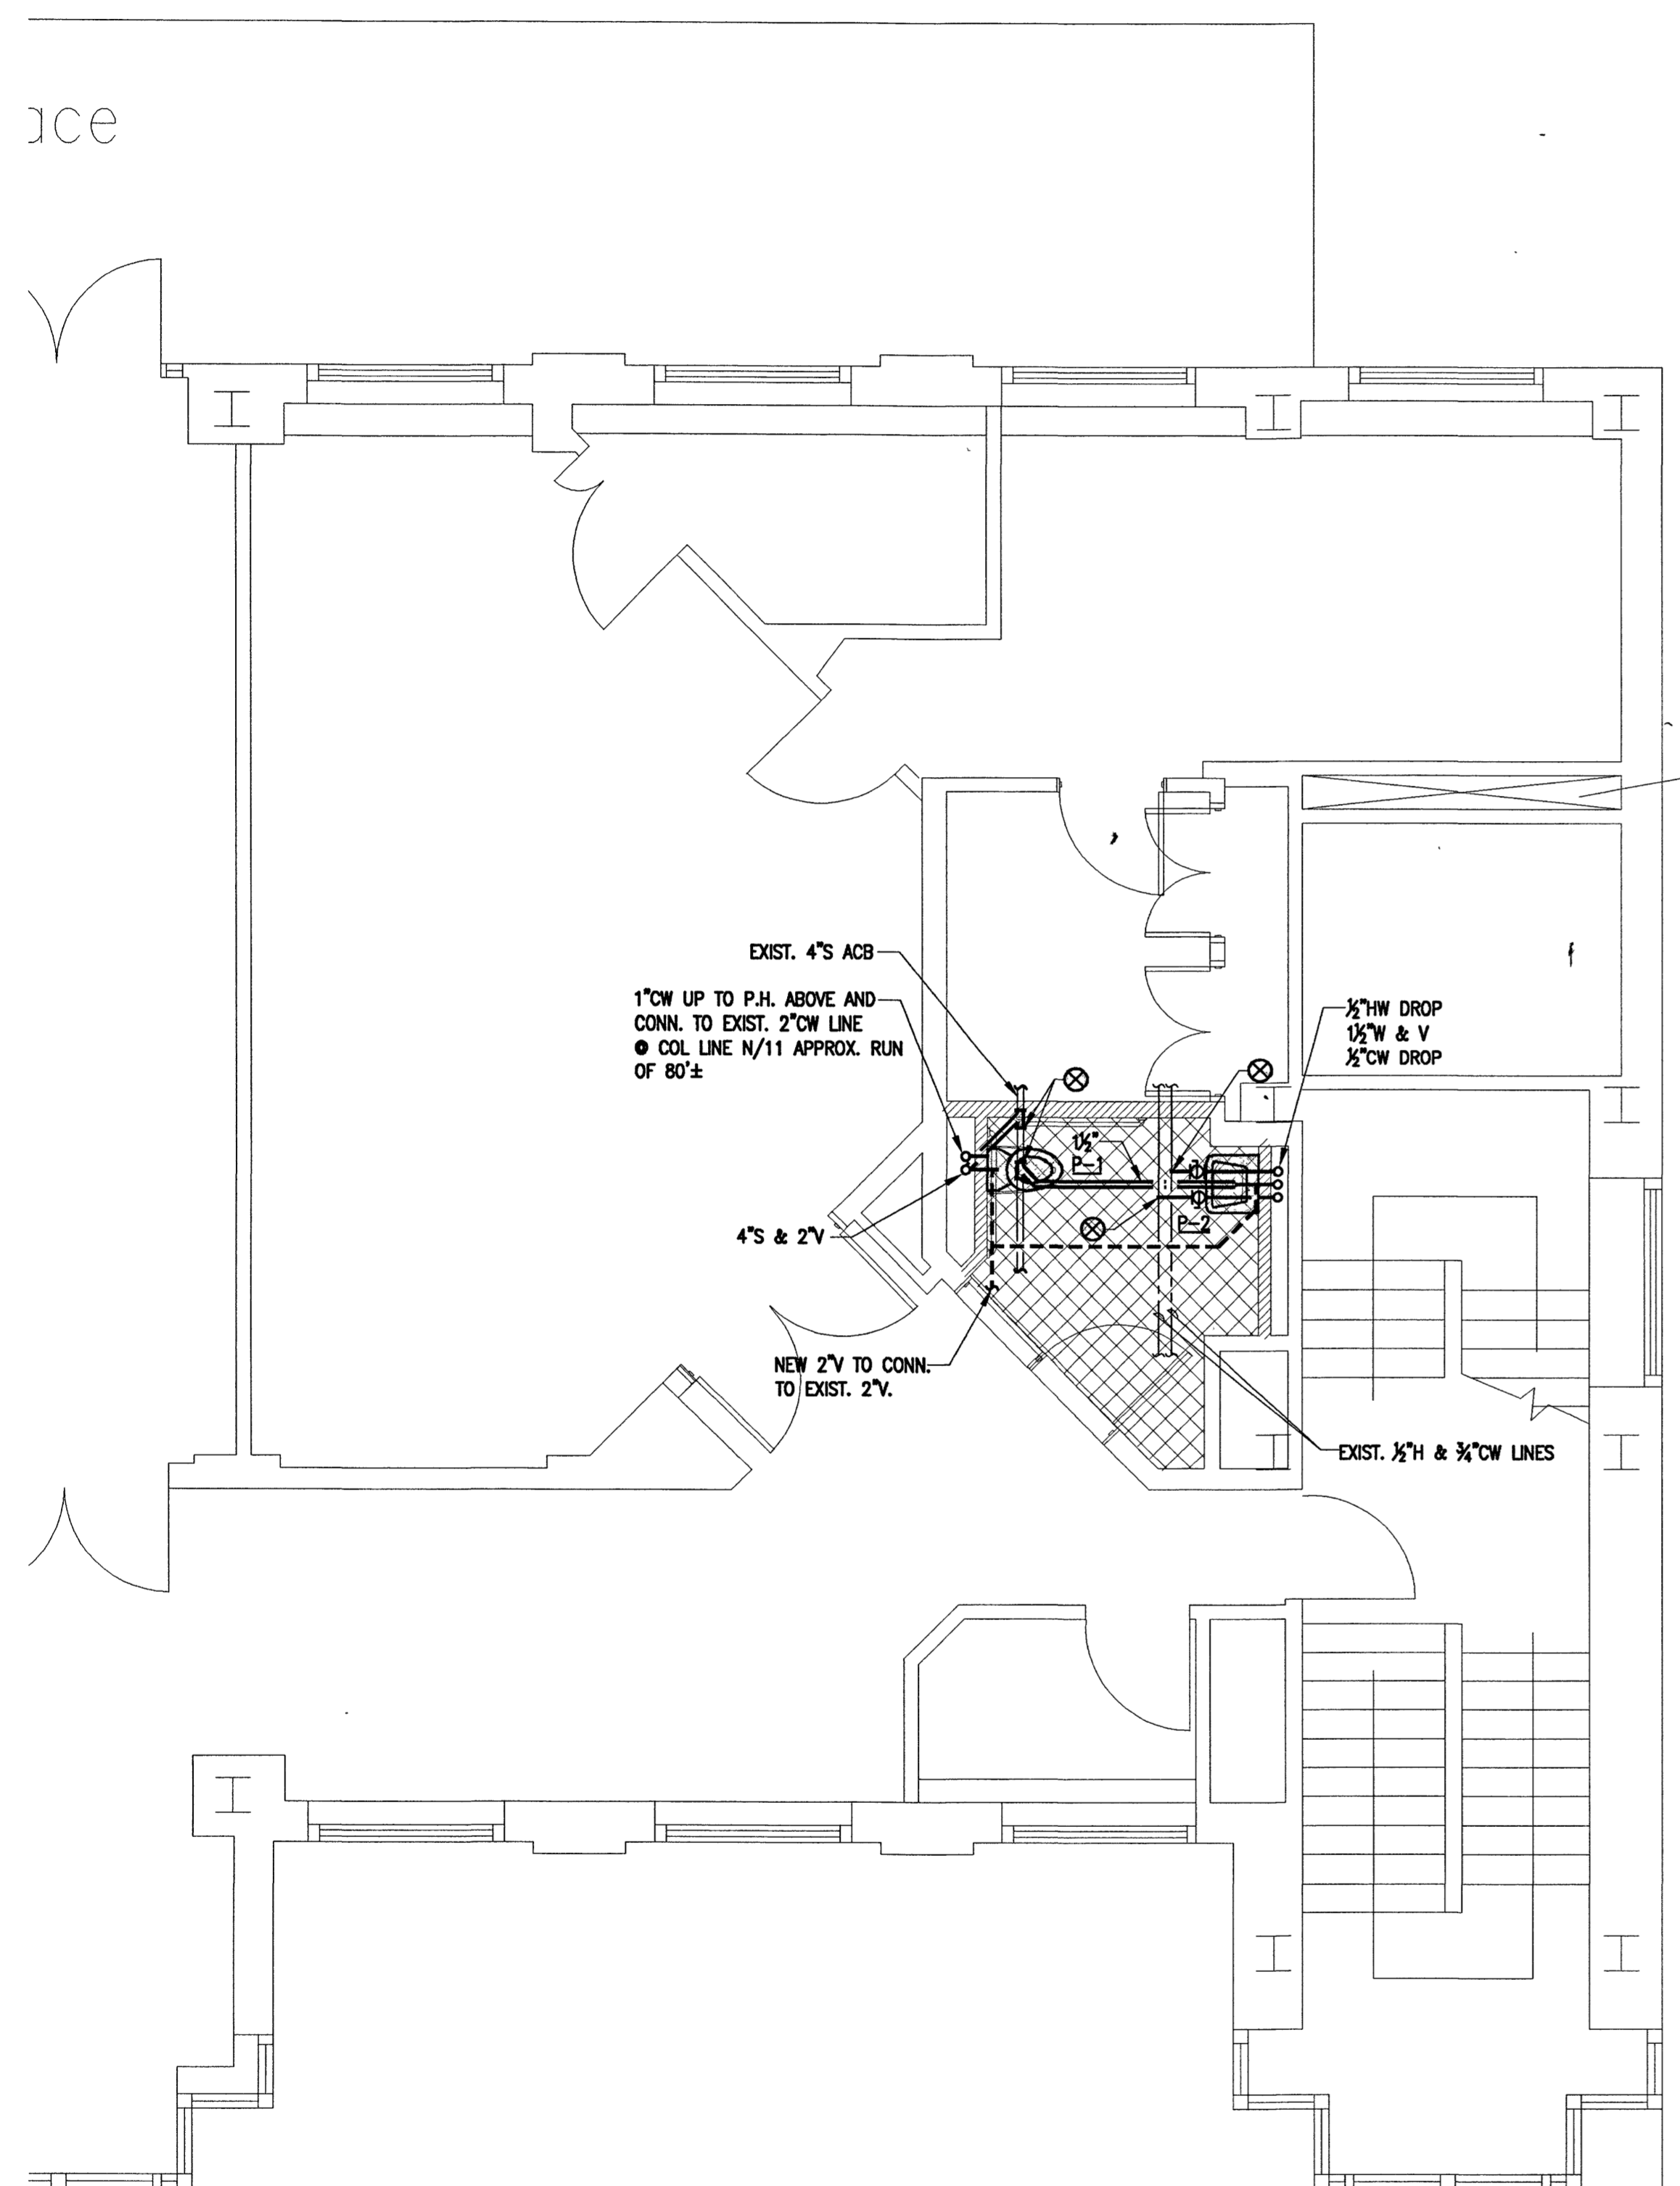 ace
EXIST. 4"S ACB
1"CW UP TO P.H. ABOVE AND
CONN. TO EXIST. 2"CW LINE
@ COL LINE N/11 APPROX. RUN
OF 80'±
½"HW DROP
1½"W & V
½"CW DROP
1½"
P-1
P-2
4"S & 2"V
NEW 2"V TO CONN.
TO EXIST. 2"V.
EXIST. ½"H & ¾"CW LINES